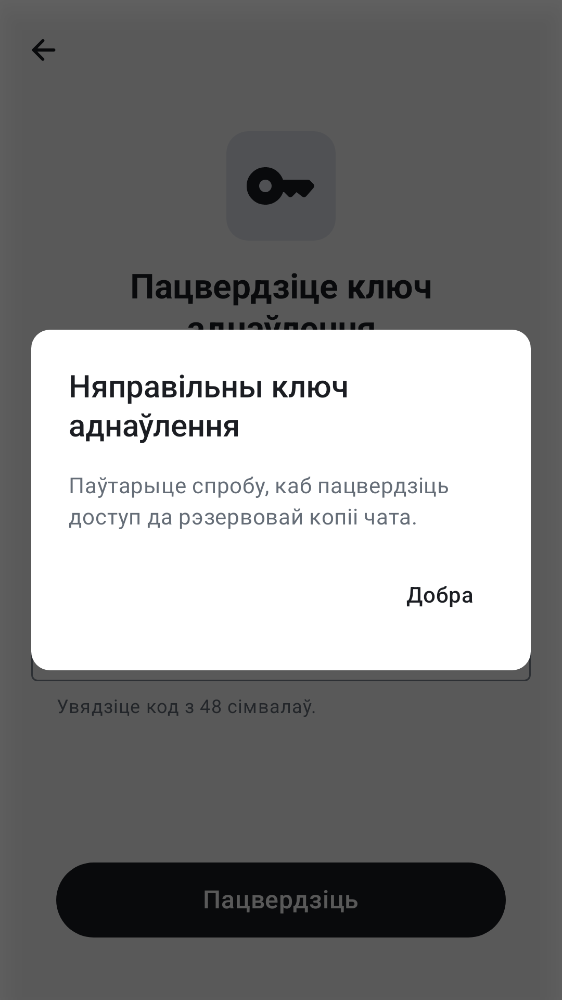 Пацвердзіце ключ
аднаўлення
Няправільны ключ
аднаўлення
Паўтарыце спробу, каб пацвердзіць
доступ да рэзервовай копіі чата.
Добра
Увядзіце код з 48 сімвалаў.
Пацвердзіць